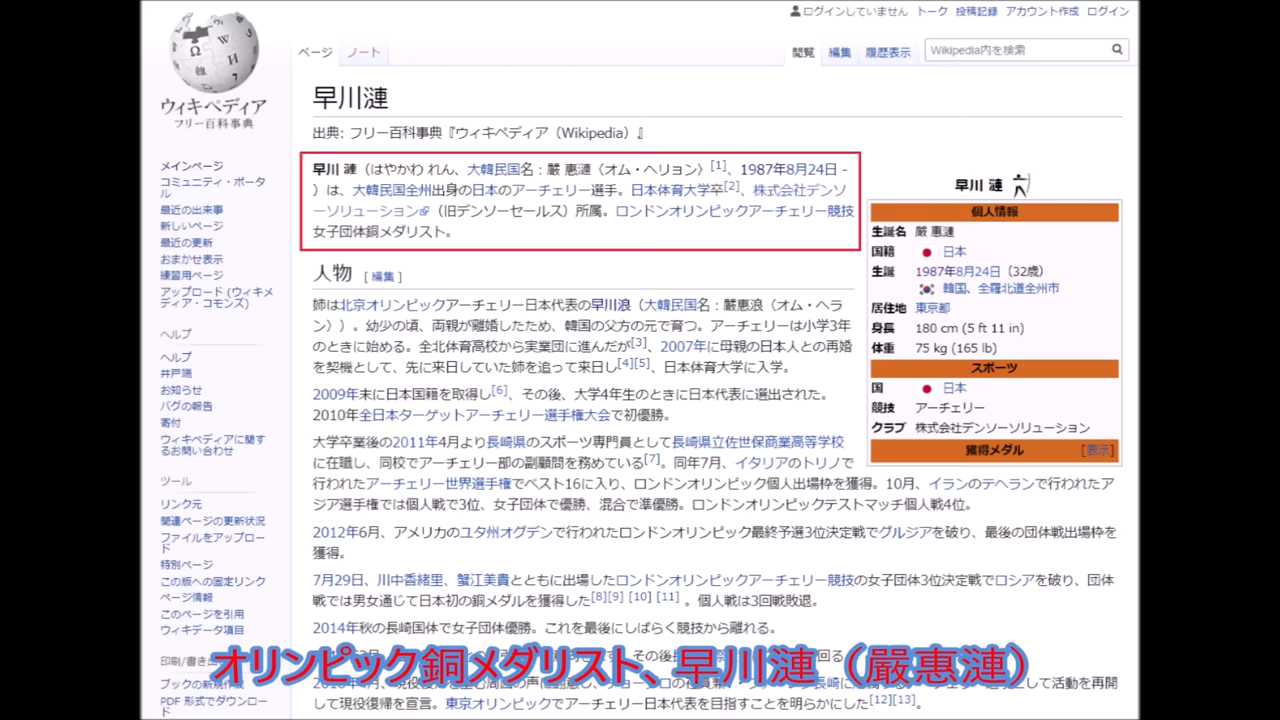 ログインしていません トーク 投稿記録 アカウント作成 ログイン
ページ ノート 閲覧 編集 履歴表示 Wikipedia内を検索
ウィキペディア
フリー百科事典
メインページ
コミュニティ・ポータ
ル
最近の出来事
新しいページ
最近の更新
おまかせ表示
練習用ページ
アップロード (ウィキメ
ディア・コモンズ)
ヘルプ
ヘルプ
井戸端
お知らせ
バグの報告
寄付
ウィキペディアに関す
るお問い合わせ
ツール
リンク元
関連ページの更新状況
ファイルをアップロー
ド
特別ページ
この版への固定リンク
ページ情報
このページを引用
ウィキデータ項目
印刷/書き出
ブックの新規
PDF 形式でダウンロー
ド
早川漣
出典: フリー百科事典『ウィキペディア（Wikipedia）』
早川 漣（はやかわ れん、大韓民国名：嚴 惠漣（オム・ヘリョン）[1]、1987年8月24日 -
）は、大韓民国全州出身の日本のアーチェリー選手。日本体育大学卒[2]、株式会社デンソ
ーソリューション（旧デンソーセールス）所属。ロンドンオリンピックアーチェリー競技
女子団体銅メダリスト。
人物 [編集]
姉は北京オリンピックアーチェリー日本代表の早川浪（大韓民国名：嚴惠浪（オム・ヘラ
ン））。幼少の頃、両親が離婚したため、韓国の父方の元で育つ。アーチェリーは小学3年
のときに始める。全北体育高校から実業団に進んだが[3]、2007年に母親の日本人との再婚
を契機として、先に来日していた姉を追って来日し[4][5]、日本体育大学に入学。
2009年末に日本国籍を取得し[6]、その後、大学4年生のときに日本代表に選出された。
2010年全日本ターゲットアーチェリー選手権大会で初優勝。
大学卒業後の2011年4月より長崎県のスポーツ専門員として長崎県立佐世保商業高等学校
に在職し、同校でアーチェリー部の副顧問を務めている[7]。同年7月、イタリアのトリノで
行われたアーチェリー世界選手権でベスト16に入り、ロンドンオリンピック個人出場枠を獲得。10月、イランのテヘランで行われたア
ジア選手権では個人戦で3位、女子団体で優勝、混合で準優勝。ロンドンオリンピックテストマッチ個人戦4位。
2012年6月、アメリカのユタ州オグデンで行われたロンドンオリンピック最終予選3位決定戦でグルジアを破り、最後の団体戦出場枠を
獲得。
7月29日、川中香緒里、蟹江美貴とともに出場したロンドンオリンピックアーチェリー競技の女子団体3位決定戦でロシアを破り、団体
戦では男女通じて日本初の銅メダルを獲得した[8][9] [10] [11] 。個人戦は3回戦敗退。
2014年秋の長崎国体で女子団体優勝。これを最後にしばらく競技から離れる。
して活動を再開
して現役復帰を宣言。東京オリンピックでアーチェリー日本代表を目指すことを明らかにした[12][13]。
早川 漣
個人情報
生誕名 嚴 惠漣
国籍 日本
生誕 1987年8月24日（32歳）
韓国、全羅北道全州市
居住地 東京都
身長 180 cm (5 ft 11 in)
体重 75 kg (165 lb)
スポーツ
国 日本
競技 アーチェリー
クラブ 株式会社デンソーソリューション
獲得メダル [表示]
オリンピック銅メダリスト、早川漣（嚴惠漣）